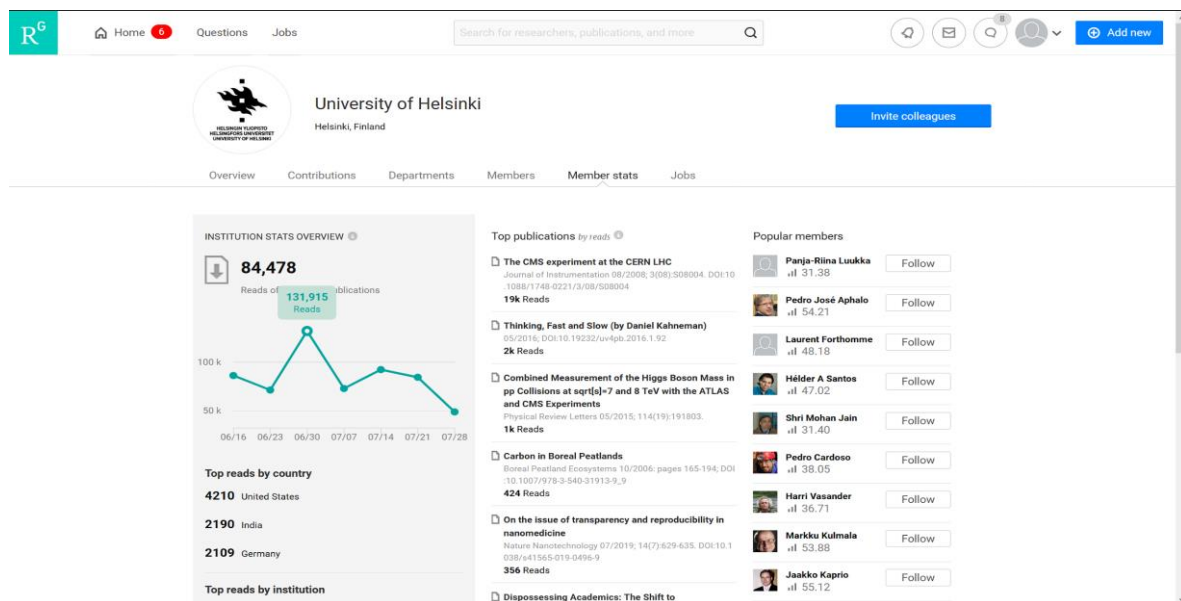 RG
Home 6 Questions Jobs
Search for researchers, publications, and more
8
Add new
HELSINGIN YLIOPISTO
HELSINGFORS UNIVERSITET
UNIVERSITY OF HELSINKI
University of Helsinki
Helsinki, Finland
Invite colleagues
Overview Contributions Departments Members Member stats Jobs
INSTITUTION STATS OVERVIEW
84,478
Reads of blications
131,915
Reads
100 k
50 k
06/16 06/23 06/30 07/07 07/14 07/21 07/28
Top reads by country
4210 United States
2190 India
2109 Germany
Top reads by institution
Top publications by reads
The CMS experiment at the CERN LHC
Journal of Instrumentation 08/2008; 3(08):S08004. DOI:10
.1088/1748-0221/3/08/S08004
19k Reads
Thinking, Fast and Slow (by Daniel Kahneman)
05/2016; DOI:10.19232/uv4pb.2016.1.92
2k Reads
Combined Measurement of the Higgs Boson Mass in
pp Collisions at sqrt[s]=7 and 8 TeV with the ATLAS
and CMS Experiments
Physical Review Letters 05/2015; 114(19):191803.
1k Reads
Carbon in Boreal Peatlands
Boreal Peatland Ecosystems 10/2006: pages 165-194; DOI
:10.1007/978-3-540-31913-9_9
424 Reads
On the issue of transparency and reproducibility in
nanomedicine
Nature Nanotechnology 07/2019; 14(7):629-635. DOI:10.1
038/s41565-019-0496-9
356 Reads
Dispossessing Academics: The Shift to
Popular members
Panja-Riina Luukka
31.38
Follow
Pedro José Aphalo
54.21
Follow
Laurent Forthomme
48.18
Follow
Hélder A Santos
47.02
Follow
Shri Mohan Jain
31.40
Follow
Pedro Cardoso
38.05
Follow
Harri Vasander
36.71
Follow
Markku Kulmala
53.88
Follow
Jaakko Kaprio
55.12
Follow